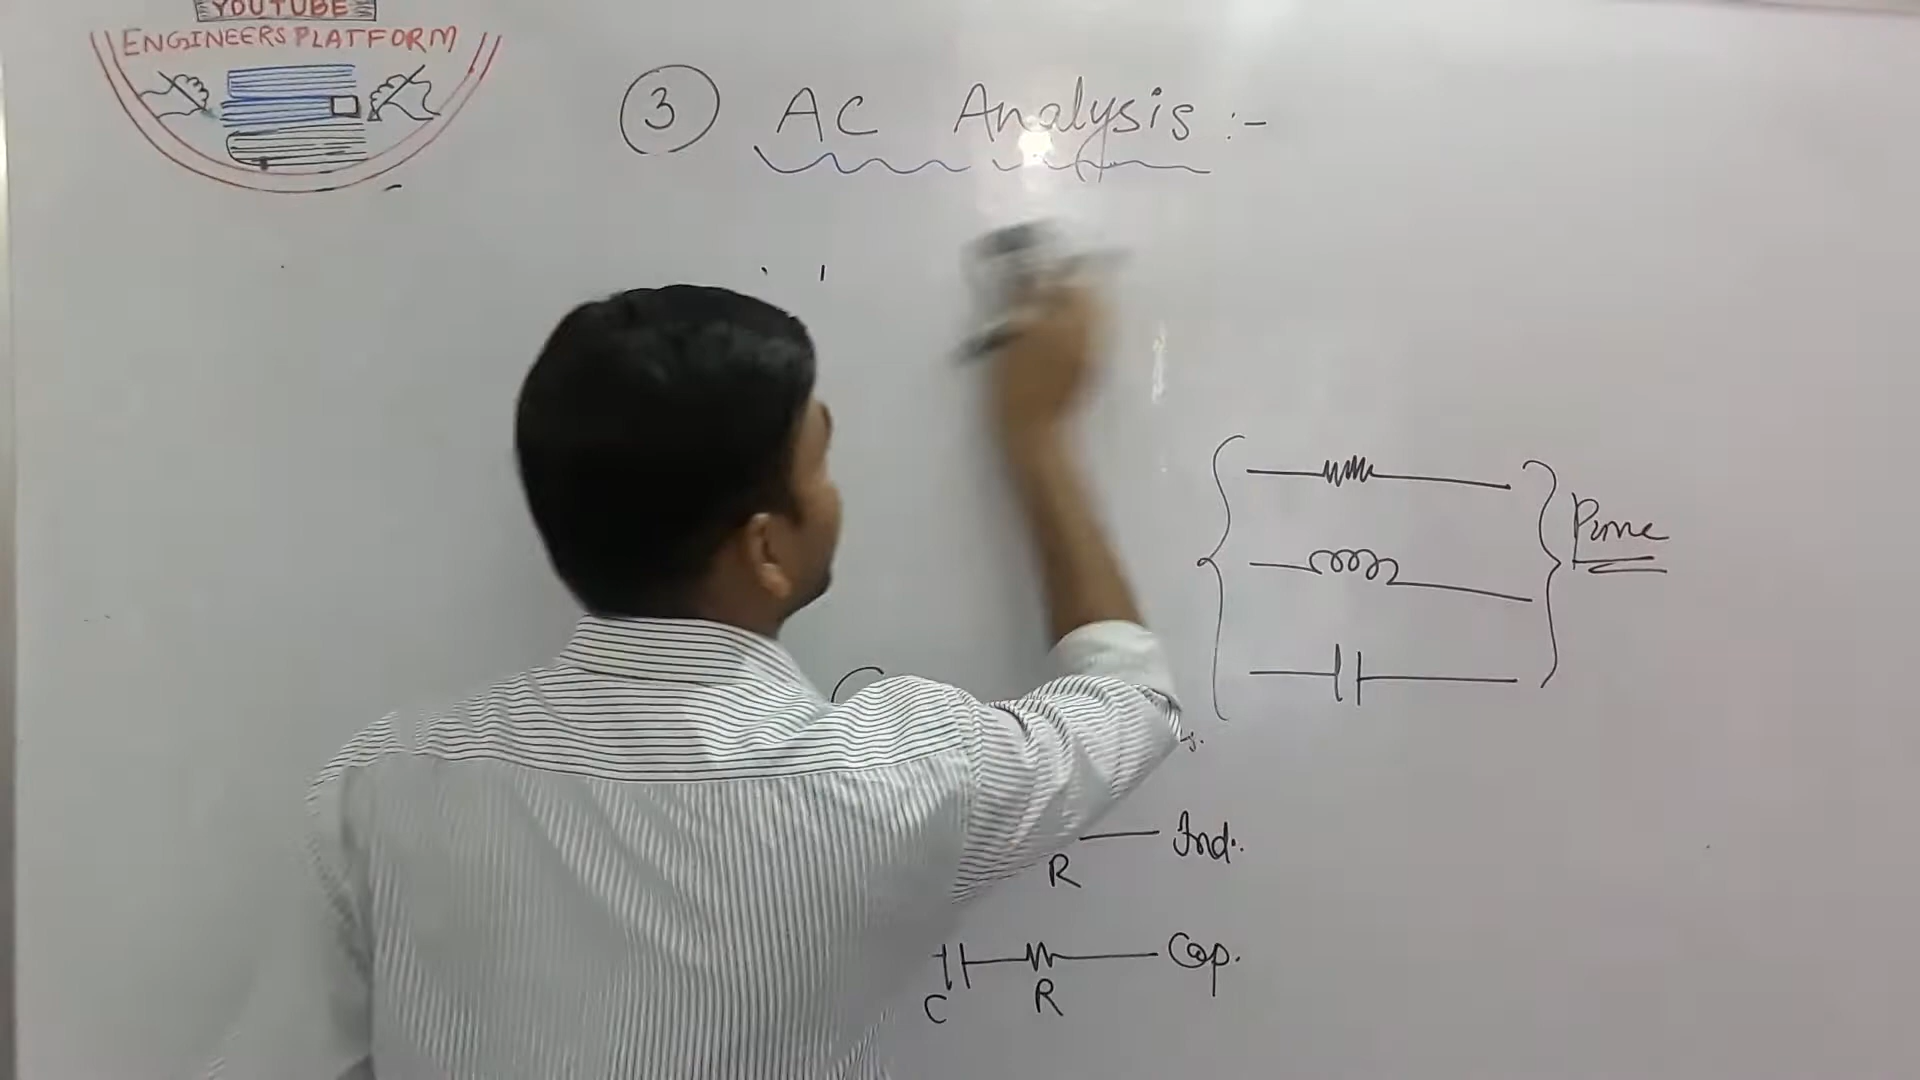 YOUTUBE
ENGINEERS PLATFORM
3 AC Analysis :-
Pure
R Ind.
C R Cap.